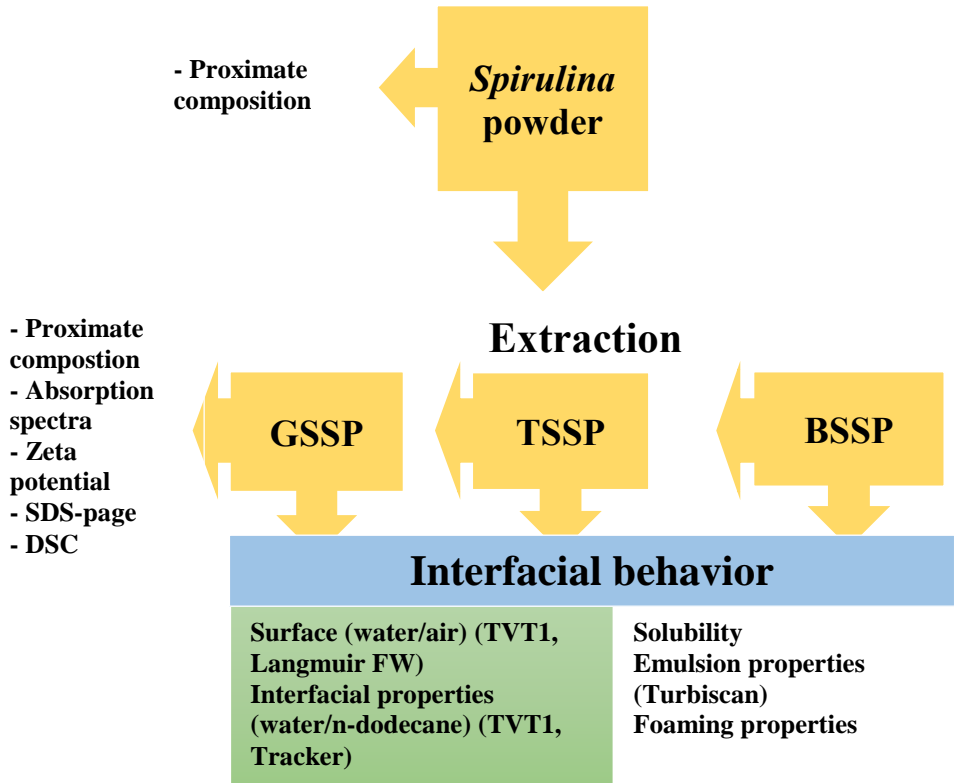 - Proximate
composition
Spirulina
powder
Extraction
- Proximate
compostion
- Absorption
spectra
- Zeta
potential
- SDS-page
- DSC
GSSP
TSSP
BSSP
Interfacial behavior
Surface (water/air) (TVT1,
Langmuir FW)
Interfacial properties
(water/n-dodecane) (TVT1,
Tracker)
Solubility
Emulsion properties
(Turbiscan)
Foaming properties